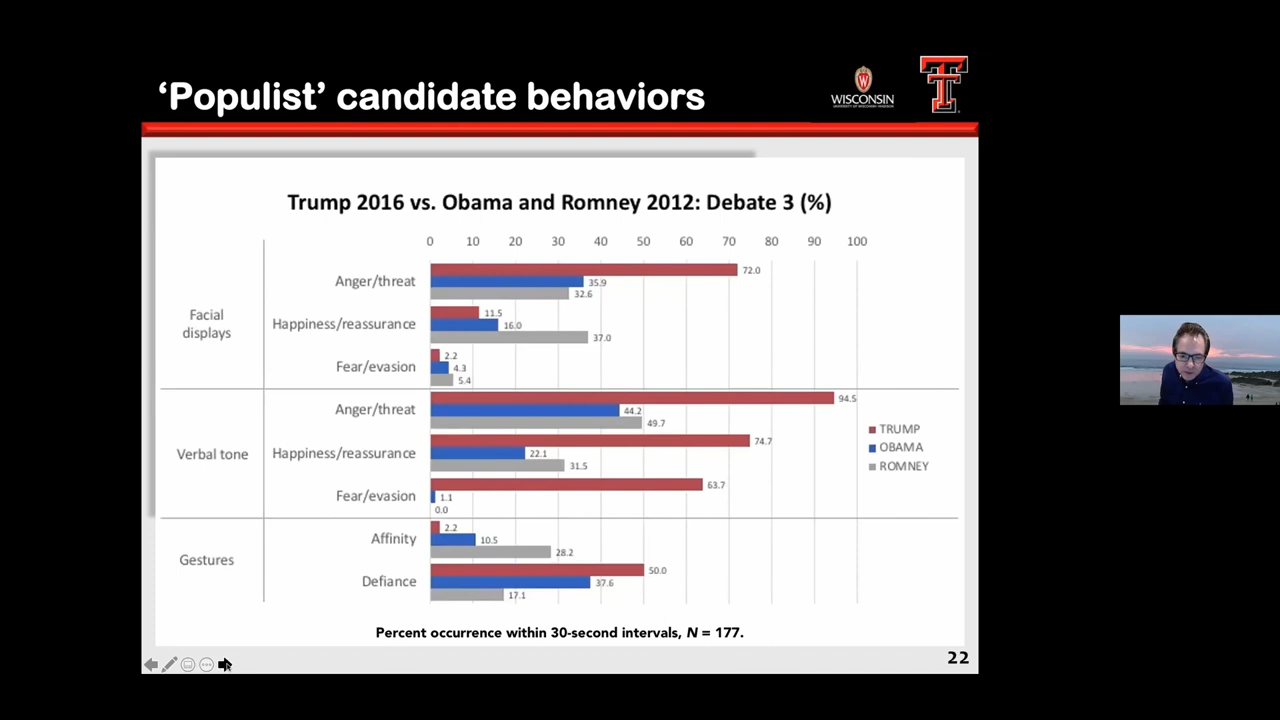 ‘Populist’ candidate behaviors
WISCONSIN
Trump 2016 vs. Obama and Romney 2012: Debate 3 (%)
0 10 20 30 40 50 60 70 80 90 100
Facial displays
Anger/threat 72.0 35.9 32.6
Happiness/reassurance 11.5 16.0 37.0
Fear/evasion 2.2 4.3 5.4
Verbal tone
Anger/threat 94.5 44.2 49.7
Happiness/reassurance 74.7 22.1 31.5
Fear/evasion 63.7 1.1 0.0
TRUMP
OBAMA
ROMNEY
Gestures
Affinity 2.2 10.5 28.2
Defiance 50.0 37.6 17.1
Percent occurrence within 30-second intervals, N = 177.
22